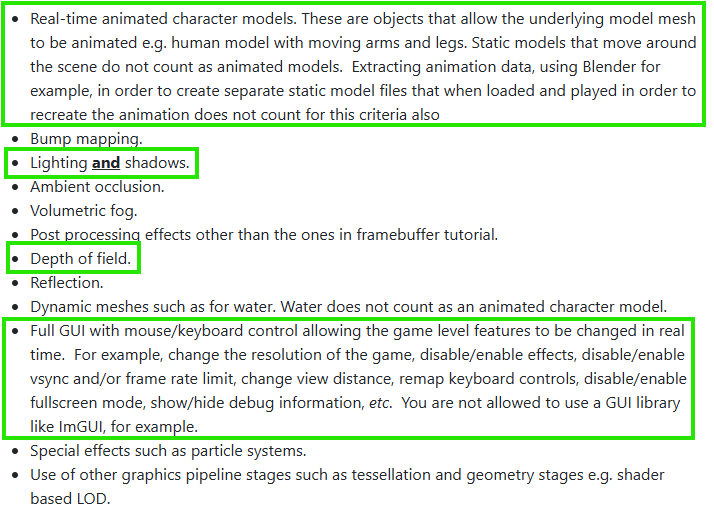 • Real-time animated character models. These are objects that allow the underlying model mesh
to be animated e.g. human model with moving arms and legs. Static models that move around
the scene do not count as animated models.  Extracting animation data, using Blender for
example, in order to create separate static model files that when loaded and played in order to
recreate the animation does not count for this criteria also
• Bump mapping.
• Lighting and shadows.
• Ambient occlusion.
• Volumetric fog.
• Post processing effects other than the ones in framebuffer tutorial.
• Depth of field.
• Reflection.
• Dynamic meshes such as for water. Water does not count as an animated character model.
• Full GUI with mouse/keyboard control allowing the game level features to be changed in real
time.  For example, change the resolution of the game, disable/enable effects, disable/enable
vsync and/or frame rate limit, change view distance, remap keyboard controls, disable/enable
fullscreen mode, show/hide debug information, etc.  You are not allowed to use a GUI library
like ImGUI, for example.
• Special effects such as particle systems.
• Use of other graphics pipeline stages such as tessellation and geometry stages e.g. shader
based LOD.